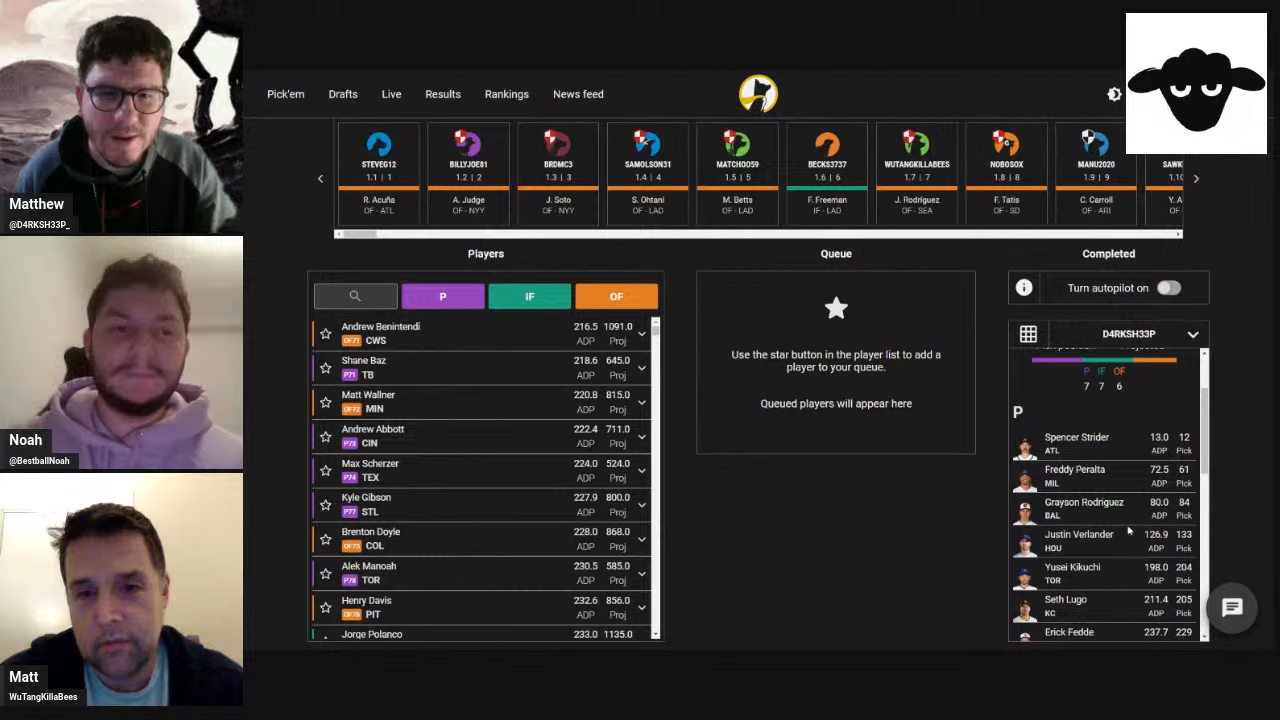 Matthew
@D4RKSH33P_
Noah
@BestballNoah
Matt
WuTangKillaBees
Pick'em Drafts Live Results Rankings News feed
STEVEG12 BILLYJOE81 BRDMC3 SAMOLSON31 MATCHOO59 BECKS3737 WUTANGKILLABEES NOBOSOX MANU2020 SAWK
1.1 | 1 1.2 | 2 1.3 | 3 1.4 | 4 1.5 | 5 1.6 | 6 1.7 | 7 1.8 | 8 1.9 | 9 1.10
R. Acuña A. Judge J. Soto S. Ohtani M. Betts F. Freeman J. Rodríguez F. Tatis C. Carroll Y. A
OF - ATL OF - NYY OF - NYY OF - LAD OF - LAD IF - LAD OF - SEA OF - SD OF - ARI OF
Players
P IF OF
Andrew Benintendi 216.5 1091.0
OF71 CWS ADP Proj
Shane Baz 218.6 645.0
P71 TB ADP Proj
Matt Wallner 220.8 815.0
OF72 MIN ADP Proj
Andrew Abbott 222.4 711.0
P73 CIN ADP Proj
Max Scherzer 224.0 524.0
P74 TEX ADP Proj
Kyle Gibson 227.9 800.0
P77 STL ADP Proj
Brenton Doyle 228.0 868.0
COL ADP Proj
Alek Manoah 230.5 585.0
P78 TOR ADP Proj
Henry Davis 232.6 856.0
PIT ADP Proj
Jorge Polanco 233.0 1135.0
Queue
Use the star button in the player list to add a
player to your queue.
Queued players will appear here
Completed
Turn autopilot on
D4RKSH33P
P IF OF
7 7 6
P
Spencer Strider 13.0 12
ATL ADP Pick
Freddy Peralta 72.5 61
MIL ADP Pick
Grayson Rodriguez 80.0 84
BAL ADP Pick
Justin Verlander 126.9 133
HOU ADP Pick
Yusei Kikuchi 198.0 204
TOR ADP Pick
Seth Lugo 211.4 205
KC ADP Pick
Erick Fedde 237.7 229